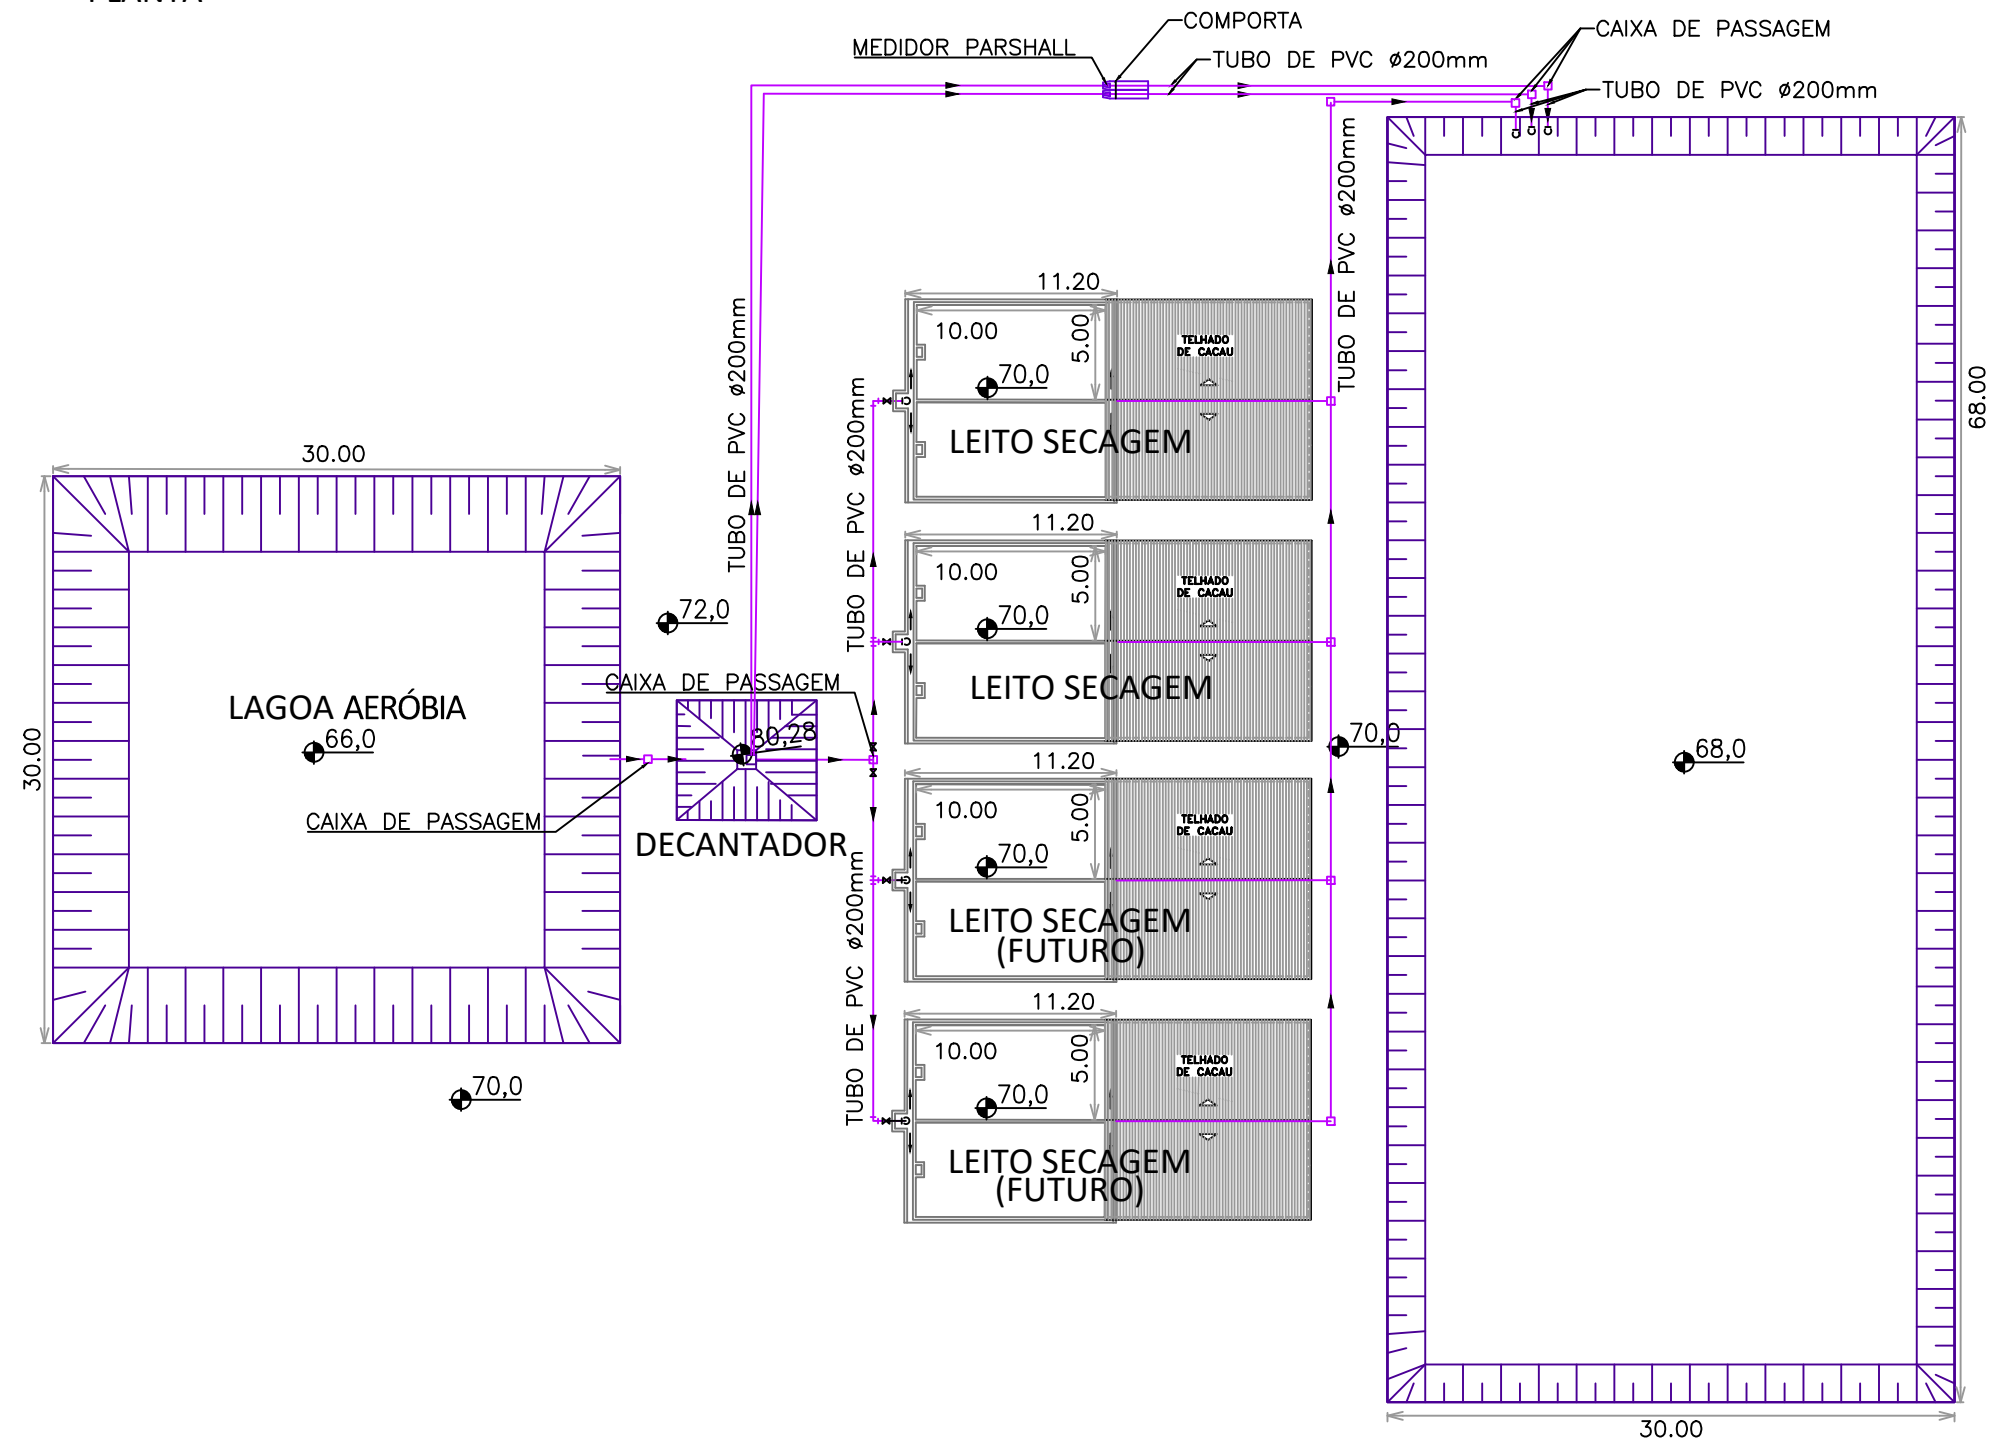 COMPORTA
MEDIDOR PARSHALL
CAIXA DE PASSAGEM
TUBO DE PVC ø200mm
TUBO DE PVC ø200mm
TUBO DE PVC ø200mm
TUBO DE PVC ø200mm
TUBO DE PVC ø200mm
TUBO DE PVC ø200mm
11.20
10.00
5.00
TELHADO
DE CACAU
70,0
LEITO SECAGEM
11.20
10.00
5.00
TELHADO
DE CACAU
70,0
LEITO SECAGEM
11.20
10.00
5.00
TELHADO
DE CACAU
70,0
LEITO SECAGEM
(FUTURO)
11.20
10.00
5.00
TELHADO
DE CACAU
70,0
LEITO SECAGEM
(FUTURO)
30.00
30.00
LAGOA AERÓBIA
66,0
72,0
CAIXA DE PASSAGEM
80,28
CAIXA DE PASSAGEM
DECANTADOR
70,0
70,0
68,0
68.00
30.00